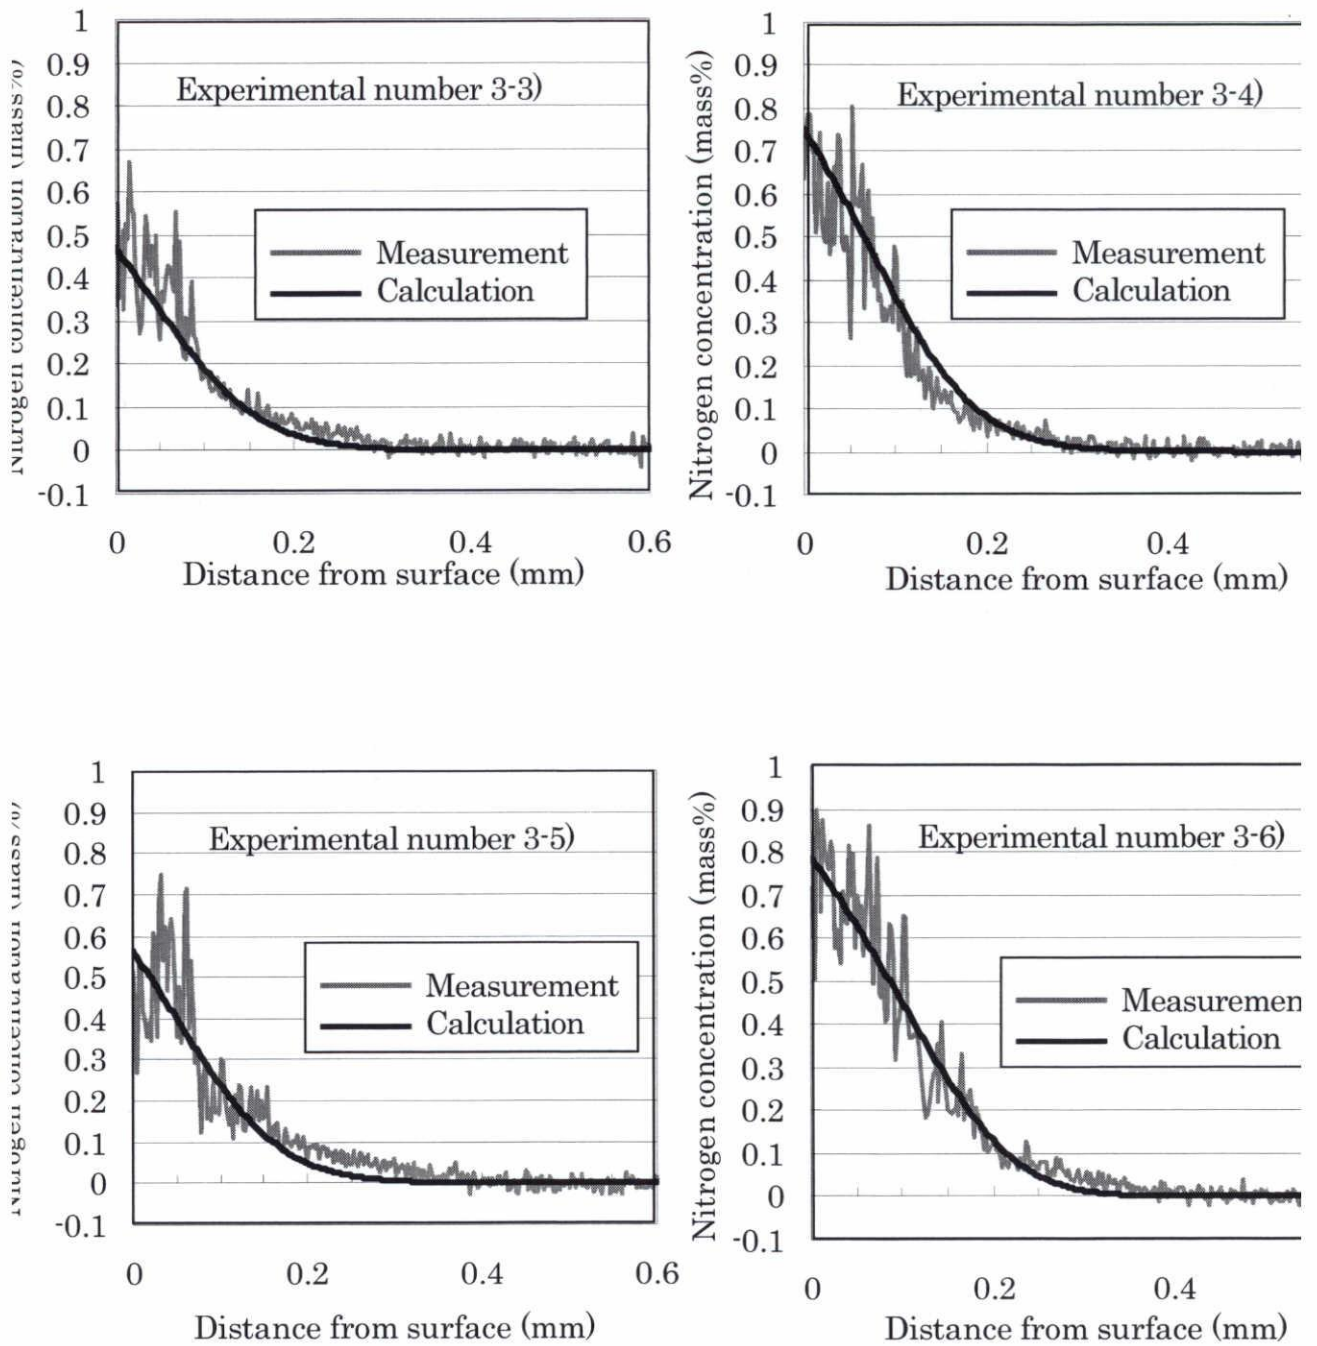 1
0.9
0.8
0.7
0.6
0.5
0.4
0.3
0.2
0.1
0
-0.1
Nitrogen concentration (mass%)
Experimental number 3-3)
Measurement
Calculation
0 0.2 0.4 0.6
Distance from surface (mm)
1
0.9
0.8
0.7
0.6
0.5
0.4
0.3
0.2
0.1
0
-0.1
Nitrogen concentration (mass%)
Experimental number 3-4)
Measurement
Calculation
0 0.2 0.4
Distance from surface (mm)
1
0.9
0.8
0.7
0.6
0.5
0.4
0.3
0.2
0.1
0
-0.1
Nitrogen concentration (mass%)
Experimental number 3-5)
Measurement
Calculation
0 0.2 0.4 0.6
Distance from surface (mm)
1
0.9
0.8
0.7
0.6
0.5
0.4
0.3
0.2
0.1
0
-0.1
Nitrogen concentration (mass%)
Experimental number 3-6)
Measuremen
Calculation
0 0.2 0.4
Distance from surface (mm)